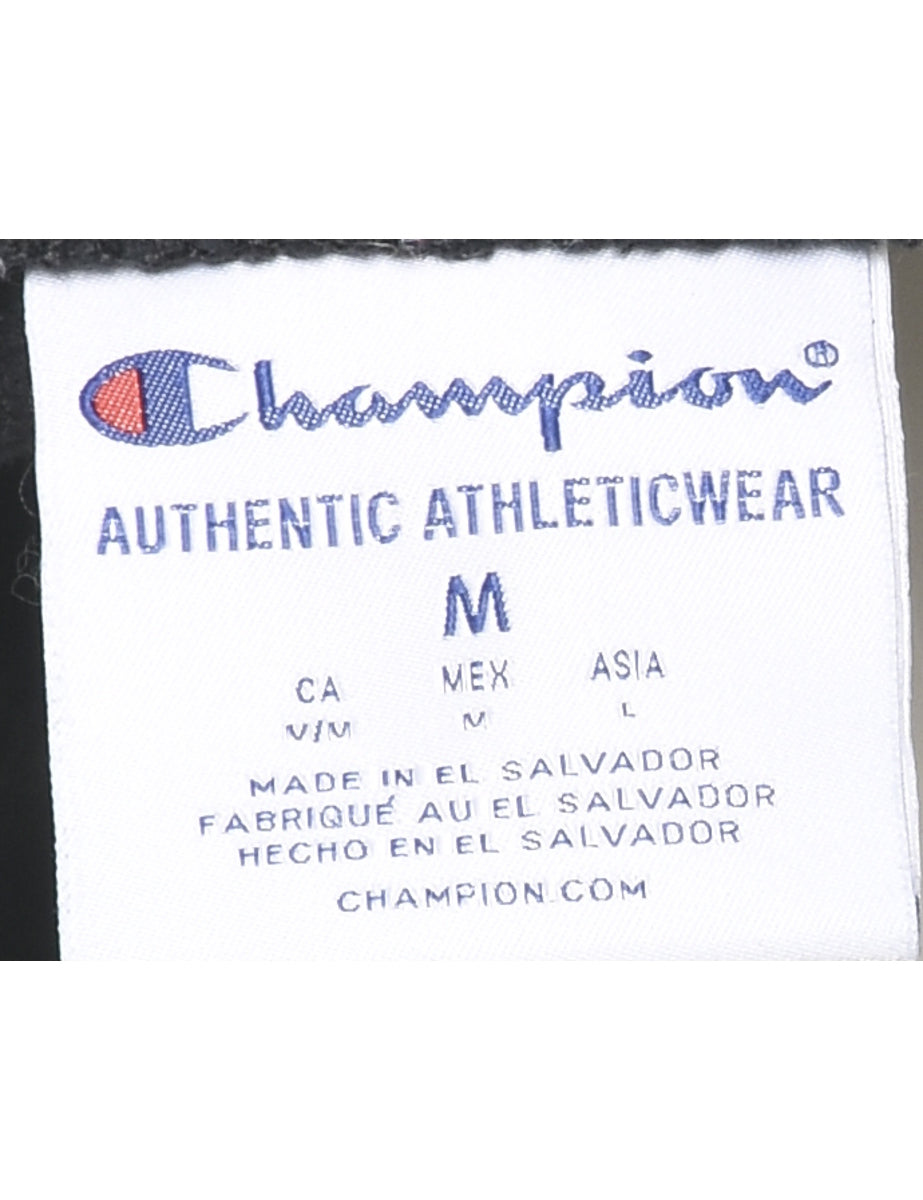 Champion®
AUTHENTIC ATHLETICWEAR
M
CA MEX ASIA
M/M M L
MADE IN EL SALVADOR
FABRIQUÉ AU EL SALVADOR
HECHO EN EL SALVADOR
CHAMPION.COM